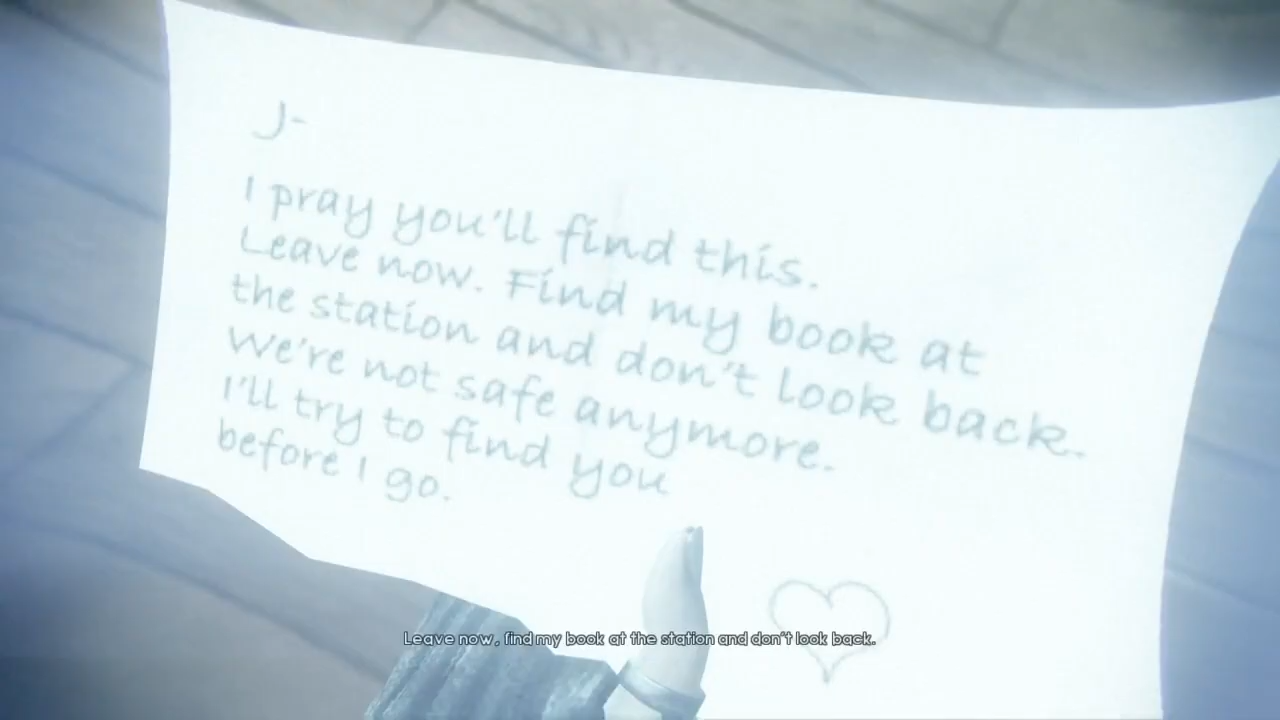 J-
I pray you'll find this.
Leave now. Find my book at
the station and don't look back.
We're not safe anymore.
I'll try to find you
before I go.
Leave now, find my book at the station and don't look back.